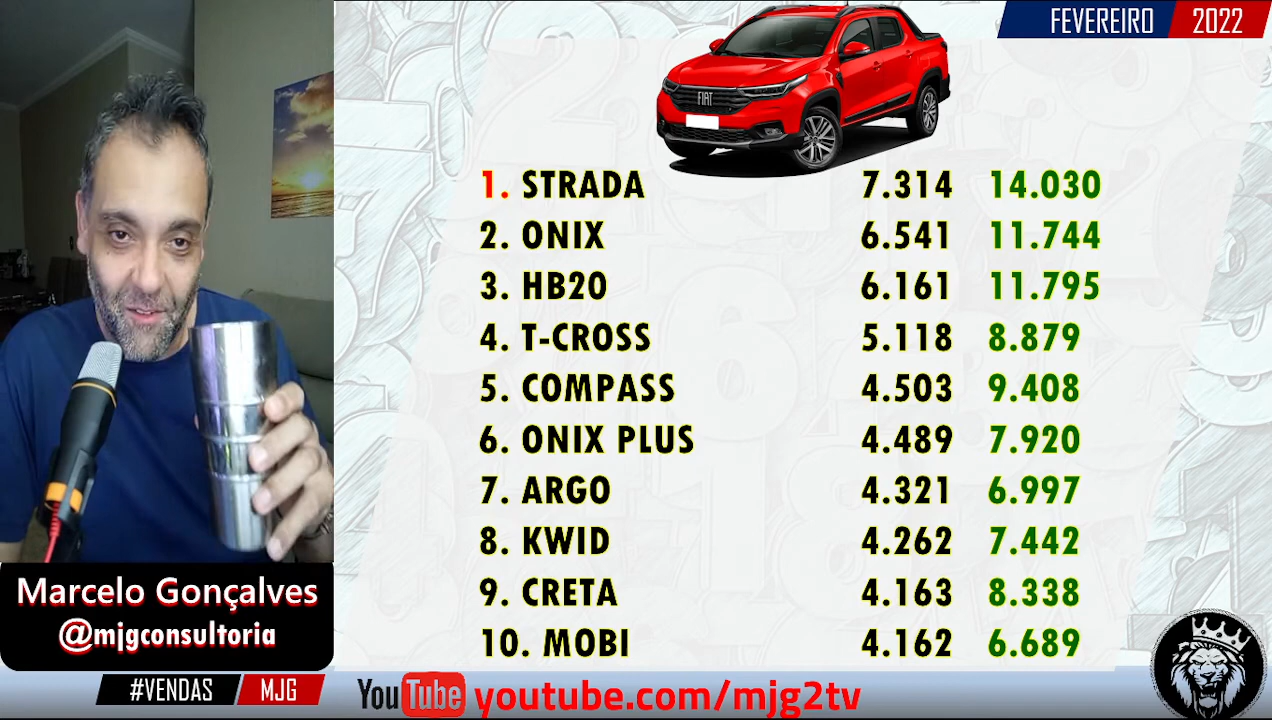 FEVEREIRO 2022
FIAT
1. STRADA 7.314 14.030
2. ONIX 6.541 11.744
3. HB20 6.161 11.795
4. T-CROSS 5.118 8.879
5. COMPASS 4.503 9.408
6. ONIX PLUS 4.489 7.920
7. ARGO 4.321 6.997
8. KWID 4.262 7.442
9. CRETA 4.163 8.338
10. MOBI 4.162 6.689
Marcelo Gonçalves
@mjgconsultoria
#VENDAS MJG YouTube youtube.com/mjg2tv